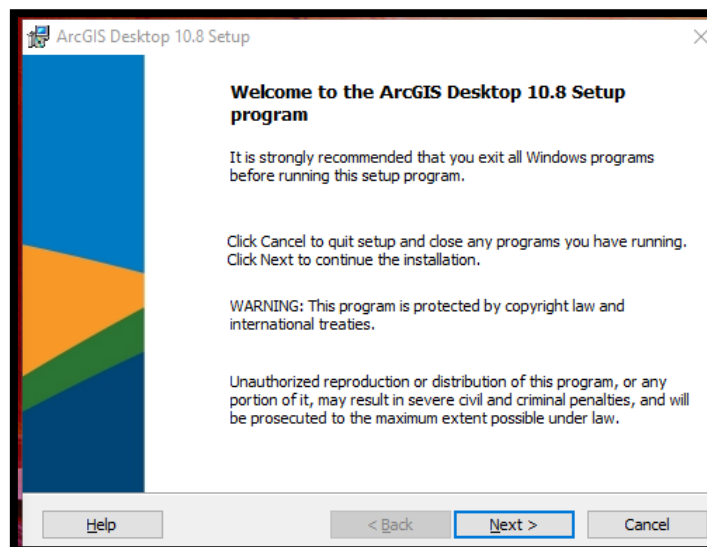 ArcGIS Desktop 10.8 Setup
Welcome to the ArcGIS Desktop 10.8 Setup
program
It is strongly recommended that you exit all Windows programs
before running this setup program.
Click Cancel to quit setup and close any programs you have running.
Click Next to continue the installation.
WARNING: This program is protected by copyright law and
international treaties.
Unauthorized reproduction or distribution of this program, or any
portion of it, may result in severe civil and criminal penalties, and will
be prosecuted to the maximum extent possible under law.
Help < Back Next > Cancel